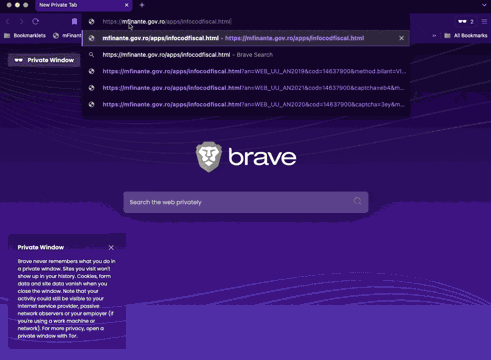 New Private Tab
https://mfinante.gov.ro/apps/infocodfiscal.html
2
Bookmarklets
All Bookmarks
mfinante.gov.ro/apps/infocodfiscal.html - https://mfinante.gov.ro/apps/infocodfiscal.html
https://mfinante.gov.ro/apps/infocodfiscal.html - Brave Search
https://mfinante.gov.ro/apps/infocodfiscal.html?an=WEB_UU_AN2019&cod=14637900&method.bilant=VI...
https://mfinante.gov.ro/apps/infocodfiscal.html?an=WEB_UU_AN2021&cod=14637900&captcha=eb4&m...
https://mfinante.gov.ro/apps/infocodfiscal.html?an=WEB_UU_AN2020&cod=14637900&captcha=3ey&m...
Private Window
brave
Search the web privately
Private Window
Brave never remembers what you do in
a private window. Sites you visit won't
show up in your history. Cookies, form
data and site data vanish when you
close the window. Note that your
activity could still be visible to your
internet service provider, passive
network observers or your employer (if
you're using a work machine or
network). For more privacy, open a
private window with Tor.